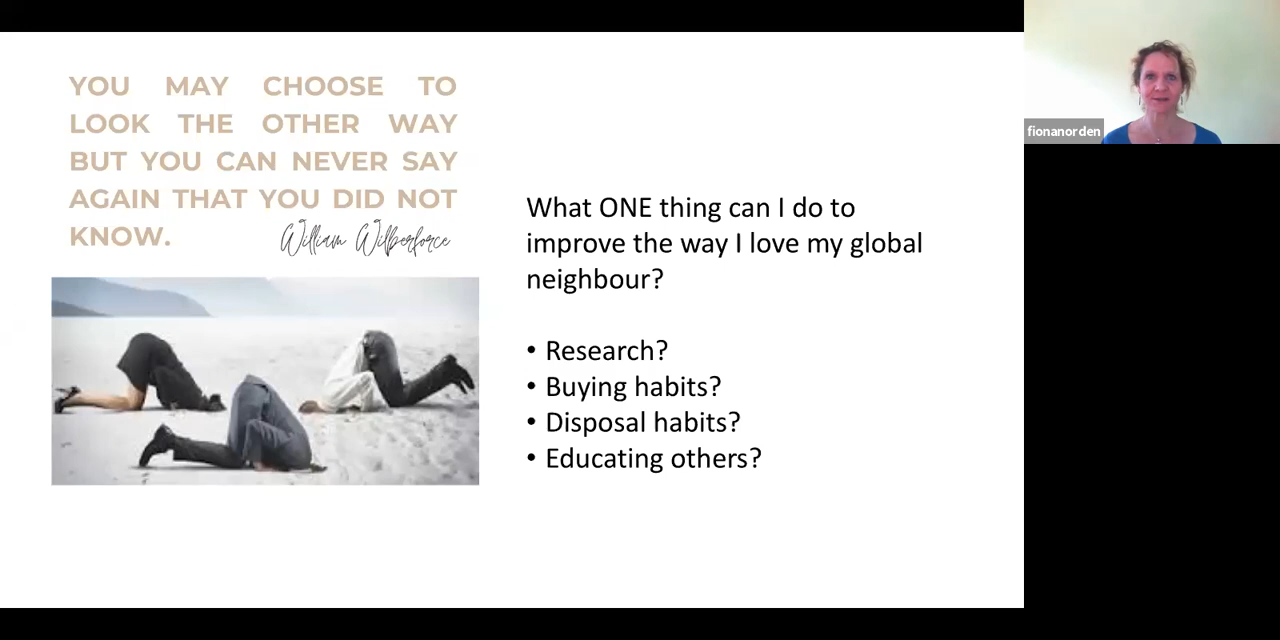 YOU MAY CHOOSE TO
LOOK THE OTHER WAY
BUT YOU CAN NEVER SAY
AGAIN THAT YOU DID NOT
KNOW.
William Wilberforce
What ONE thing can I do to
improve the way I love my global
neighbour?
• Research?
• Buying habits?
• Disposal habits?
• Educating others?
fionanorden